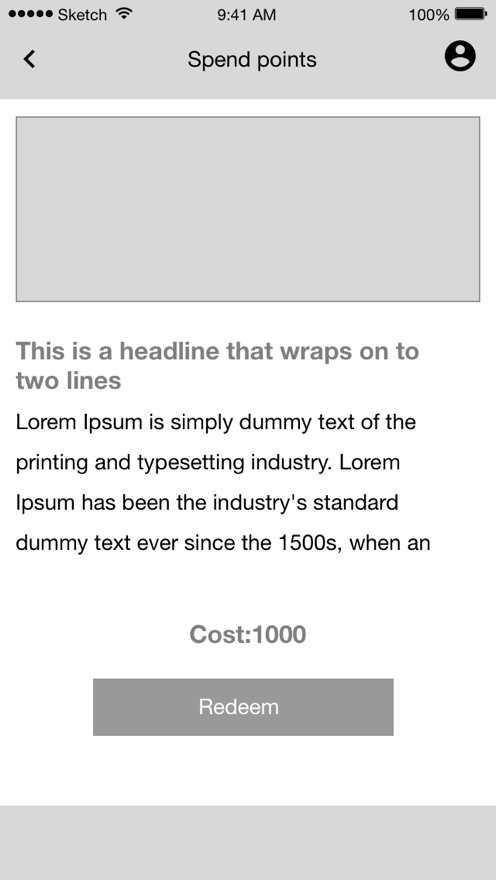 Sketch 9:41 AM 100%
Spend points
This is a headline that wraps on to
two lines
Lorem Ipsum is simply dummy text of the
printing and typesetting industry. Lorem
Ipsum has been the industry's standard
dummy text ever since the 1500s, when an
Cost:1000
Redeem